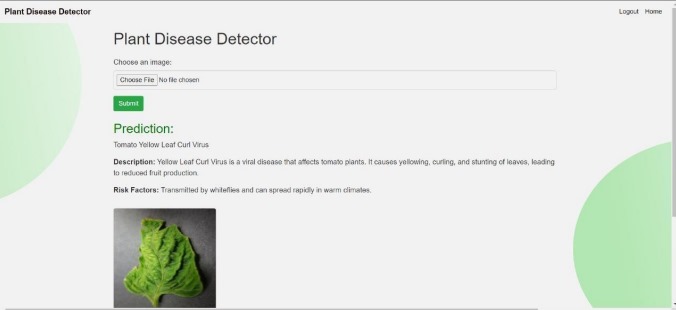 Plant Disease Detector
Logout Home
Plant Disease Detector
Choose an image:
Choose File No file chosen
Submit
Prediction:
Tomato Yellow Leaf Curl Virus
Description: Yellow Leaf Curl Virus is a viral disease that affects tomato plants. It causes yellowing, curling, and stunting of leaves, leading
to reduced fruit production.
Risk Factors: Transmitted by whiteflies and can spread rapidly in warm climates.